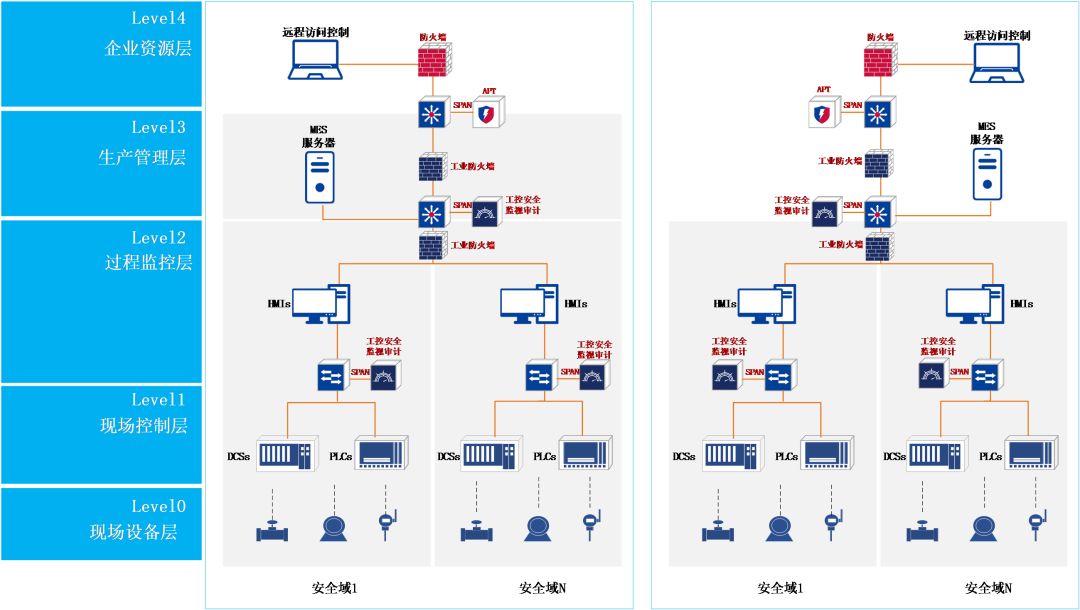 Level4
企业资源层
Level3
生产管理层
Level2
过程监控层
Level1
现场控制层
Level0
现场设备层
远程访问控制
防火墙
SPAN
APT
MES
服务器
工业防火墙
SPAN
工控安全
监视审计
工业防火墙
HMIs
HMIs
SPAN
工控安全
监视审计
SPAN
工控安全
监视审计
DCSs
PLCs
DCSs
PLCs
安全域1
安全域N
防火墙
远程访问控制
APT
SPAN
MES
服务器
工业防火墙
工控安全
监视审计
SPAN
工业防火墙
HMIs
HMIs
工控安全
监视审计
SPAN
工控安全
监视审计
SPAN
DCSs
PLCs
DCSs
PLCs
安全域1
安全域N